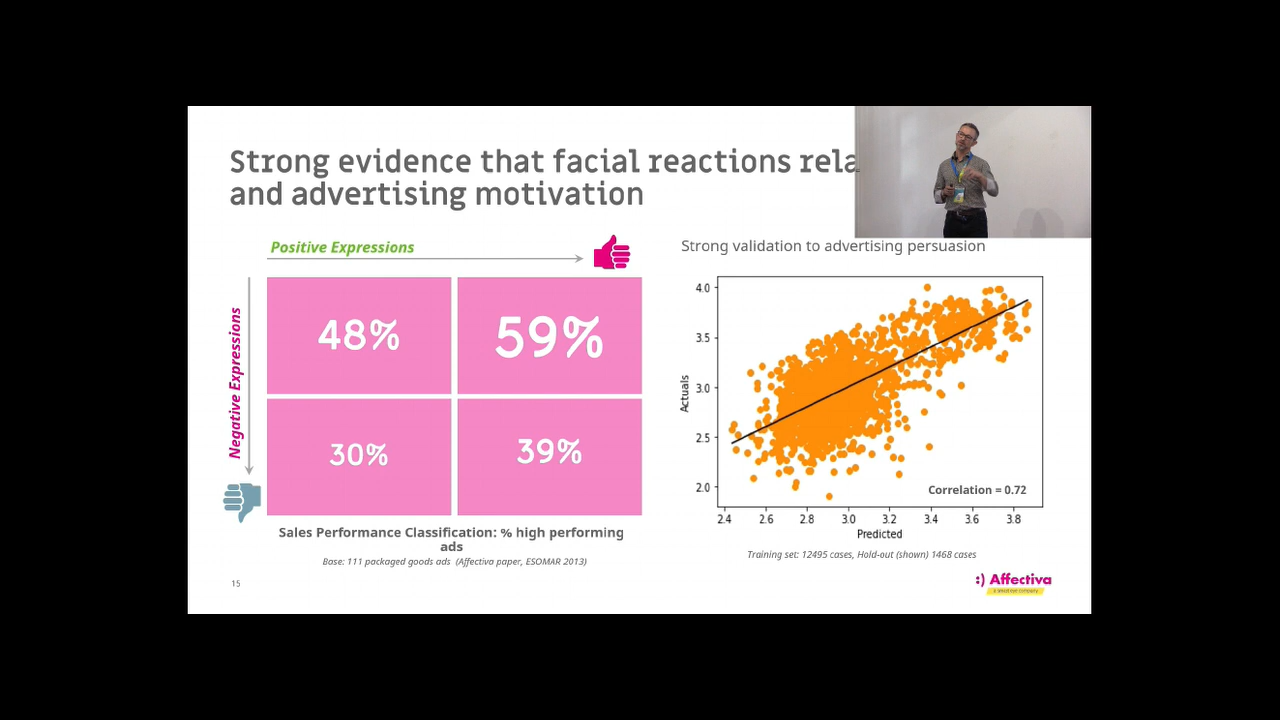 Strong evidence that facial reactions rela
and advertising motivation
Positive Expressions
Negative Expressions
48%
59%
30%
39%
Sales Performance Classification: % high performing
ads
Base: 111 packaged goods ads (Affectiva paper, ESOMAR 2013)
15
Strong validation to advertising persuasion
Actuals
4.0
3.5
3.0
2.5
2.0
Correlation = 0.72
2.4 2.6 2.8 3.0 3.2 3.4 3.6 3.8
Predicted
Training set: 12495 cases, Hold-out (shown) 1468 cases
:) Affectiva